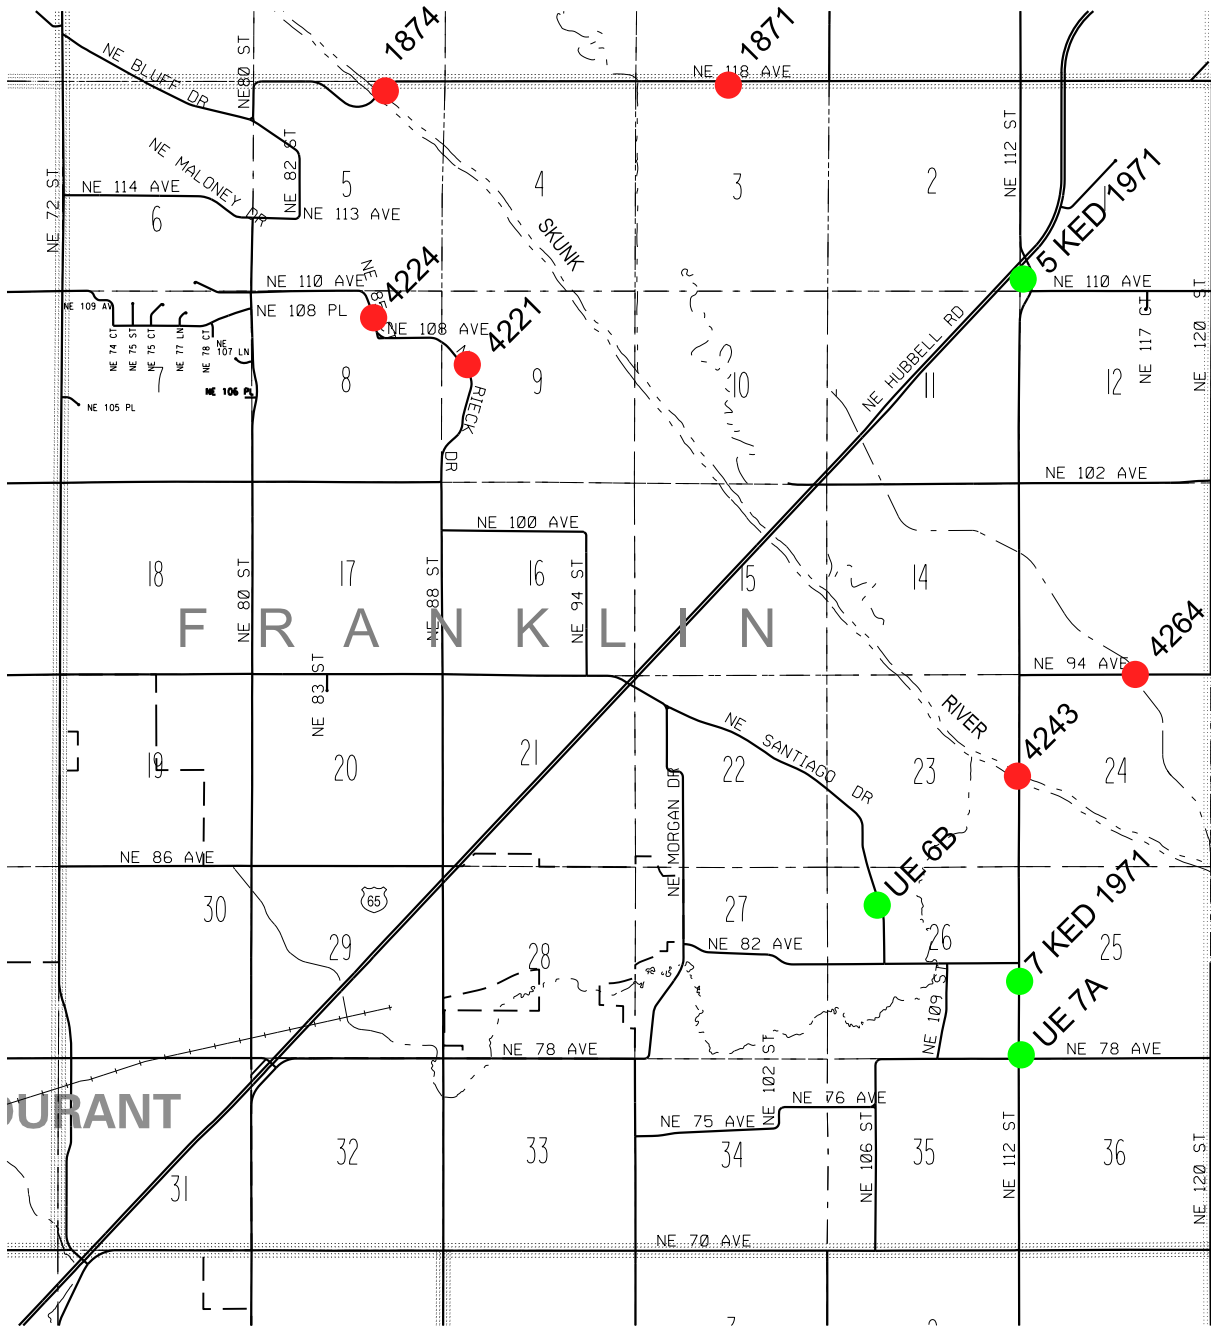 1874
1871
NE BLUFF DR
NE 80 ST
NE 118 AVE
NE MALONEY DR
NE 82 ST
NE 112 ST
NE 72 ST
NE 114 AVE
5
4
3
2
NE 113 AVE
6
SKUNK
5 KED 1971
NE 110 AVE
NE 85
4224
NE 110 AVE
NE 120 ST
NE 109 AV
NE 108 PL
NE 108 AVE
4221
NE HUBBELL RD
NE 117 CT
NE 74 CT
NE 75 ST
NE 75 CT
NE 77 LN
NE 78 CT
NE
107 LN
7
8
9
10
11
12
NE 106 PL
NE 105 PL
RIECK
DR
NE 102 AVE
NE 100 AVE
18
17
16
15
14
NE 80 ST
NE 88 ST
NE 94 ST
FRANKLIN
4264
NE 94 AVE
NE 83 ST
RIVER
4243
NE
SANTIAGO
DR
19
20
21
22
23
24
NE MORGAN DR
NE 86 AVE
UE 6B
7 KED 1971
65
30
29
28
27
26
25
NE 82 AVE
NE 109 ST
UE 7A
NE 78 AVE
NE 102 ST
NE 78 AVE
URANT
NE 76 AVE
NE 75 AVE
NE 106 ST
NE 112 ST
NE 120 ST
31
32
33
34
35
36
NE 70 AVE